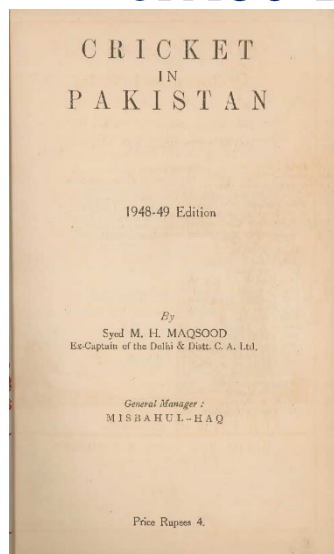 CRICKET
IN
PAKISTAN
1948-49 Edition
By
Syed M. H. MAQSOOD
Ex-Captain of the Delhi & Distt. C. A. Ltd.
General Manager :
MISBAHUL-HAQ
Price Rupees 4.